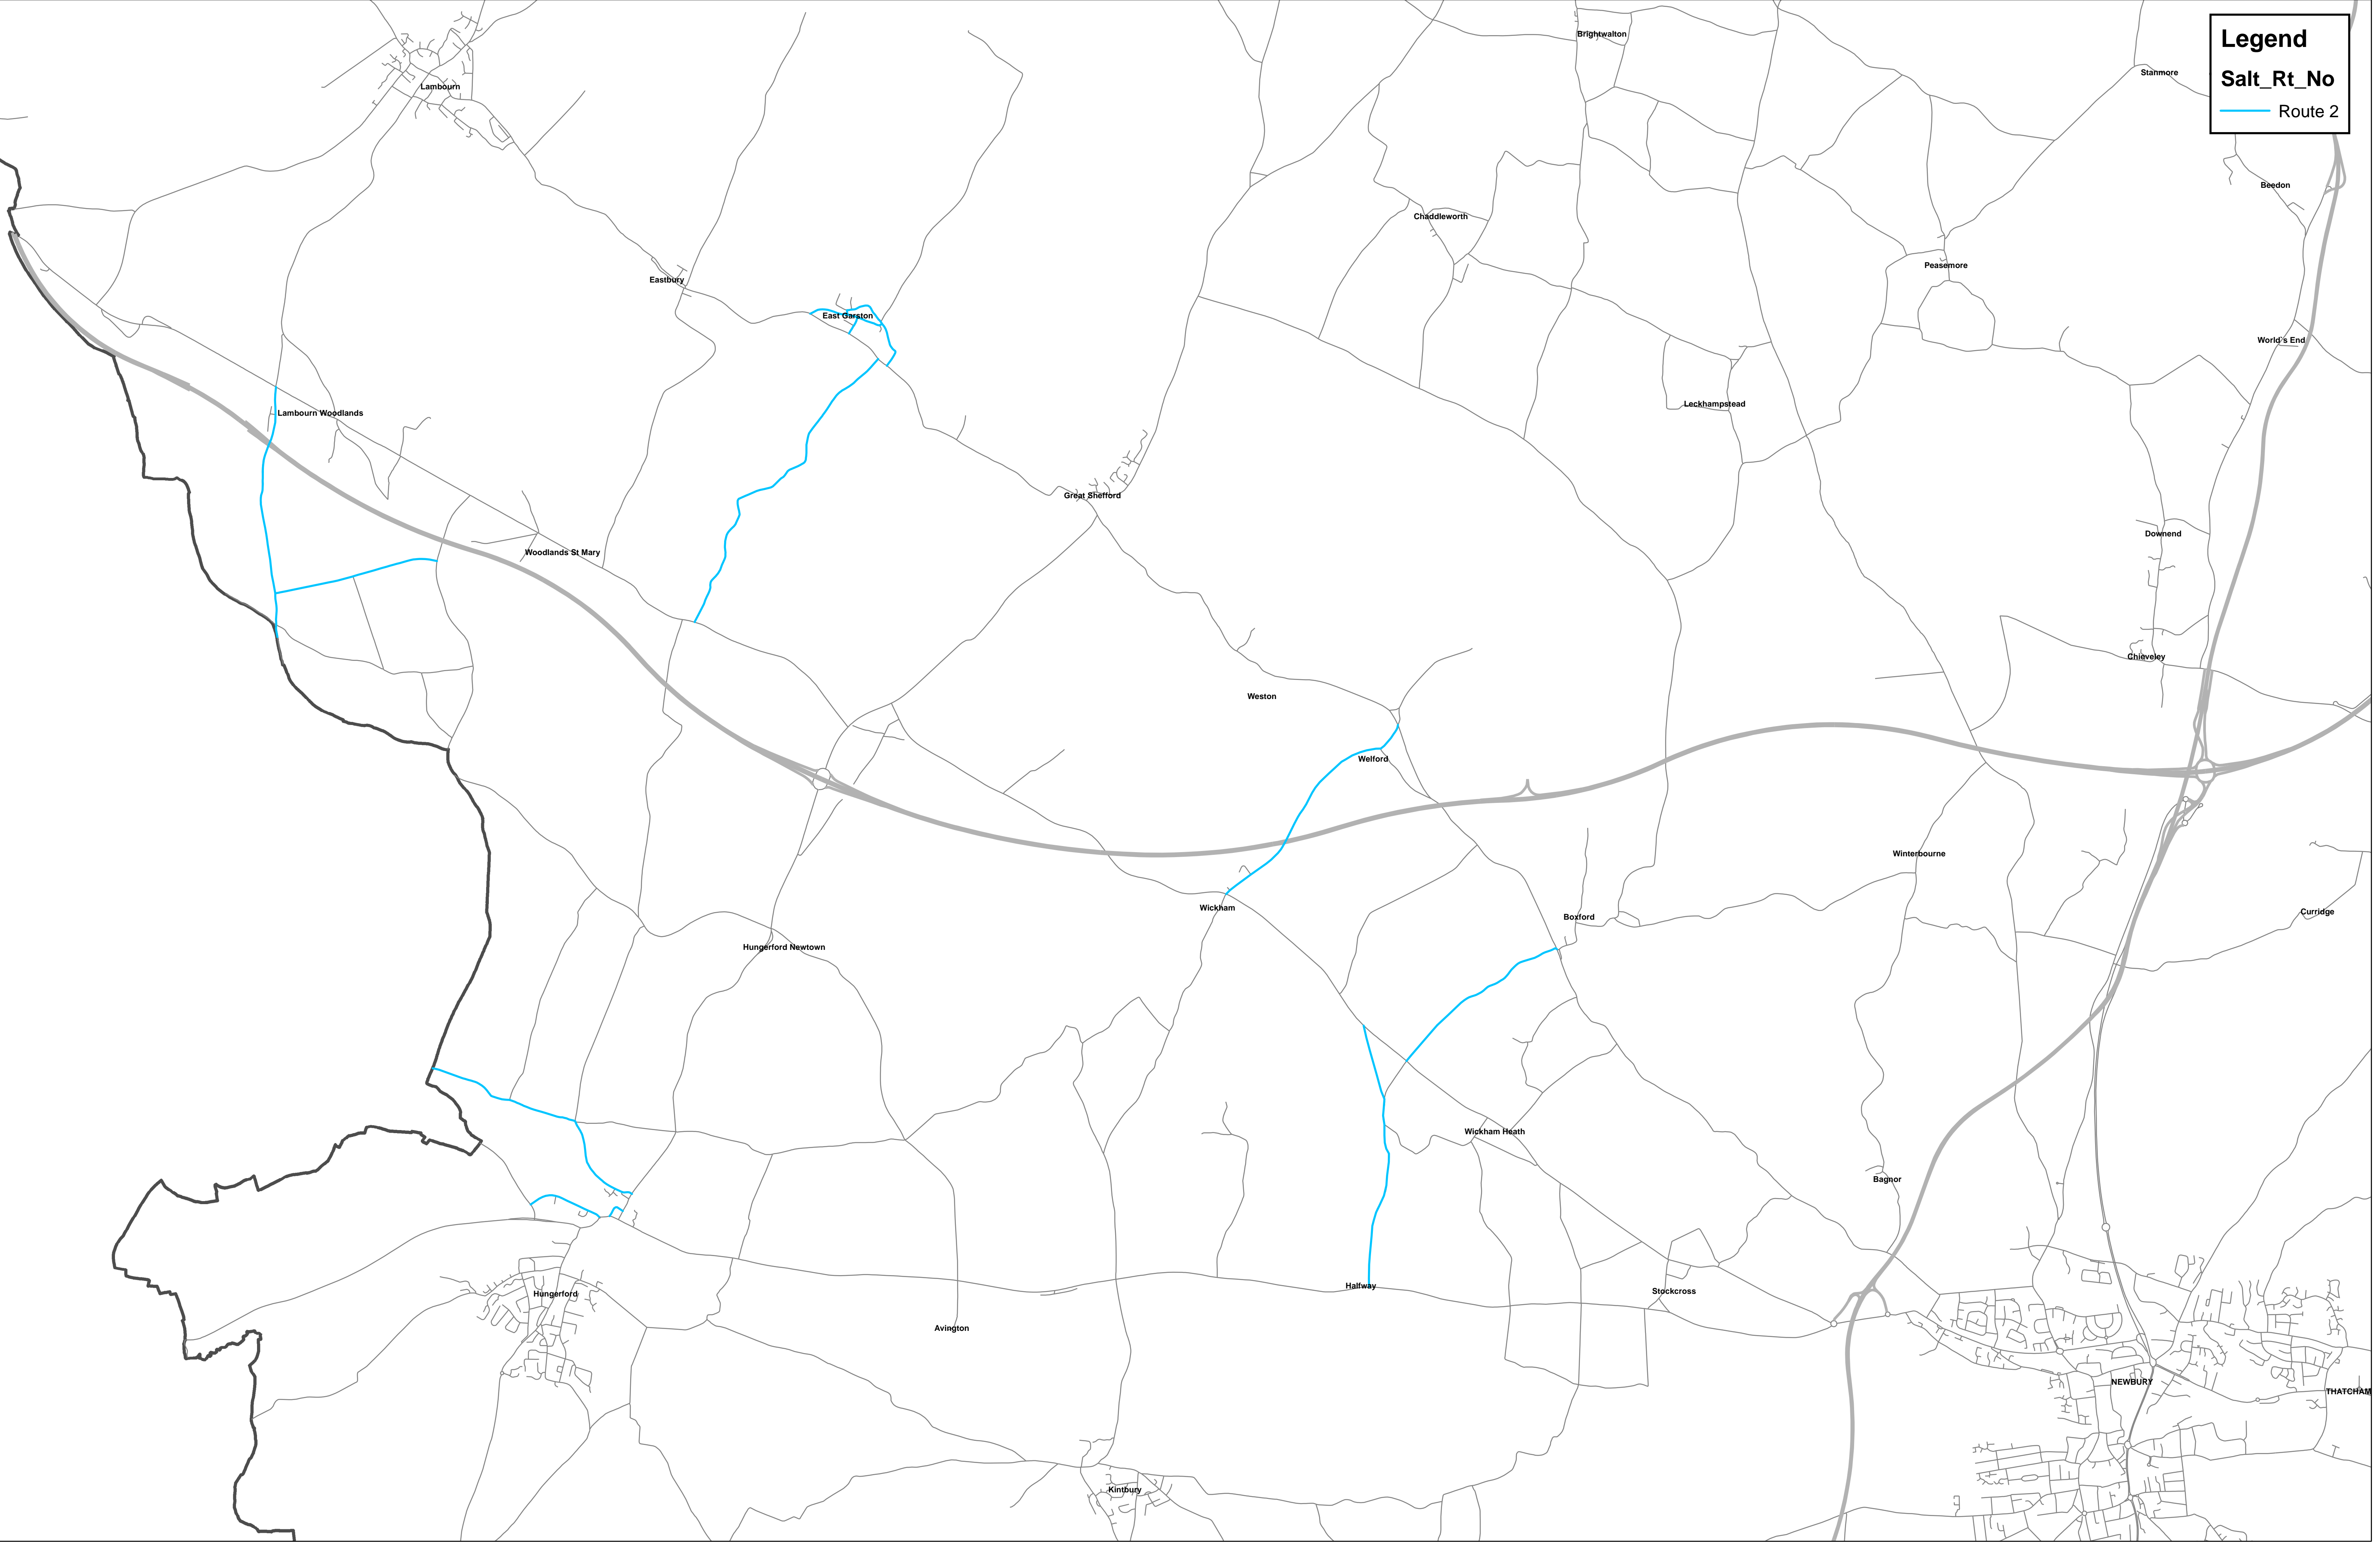 Legend
Salt_Rt_No
Route 2
Brightwalton
Stanmore
Lambourn
Beedon
Chaddleworth
Peasemore
Eastbury
East Garston
World's End
Leckhampstead
Lambourn Woodlands
Great Shefford
Downend
Woodlands St Mary
Chieveley
Weston
Welford
Winterbourne
Wickham
Curridge
Boxford
Hungerford Newtown
Wickham Heath
Bagnor
Halfway
Stockcross
Hungerford
Avington
NEWBURY
THATCHAM
Kintbury